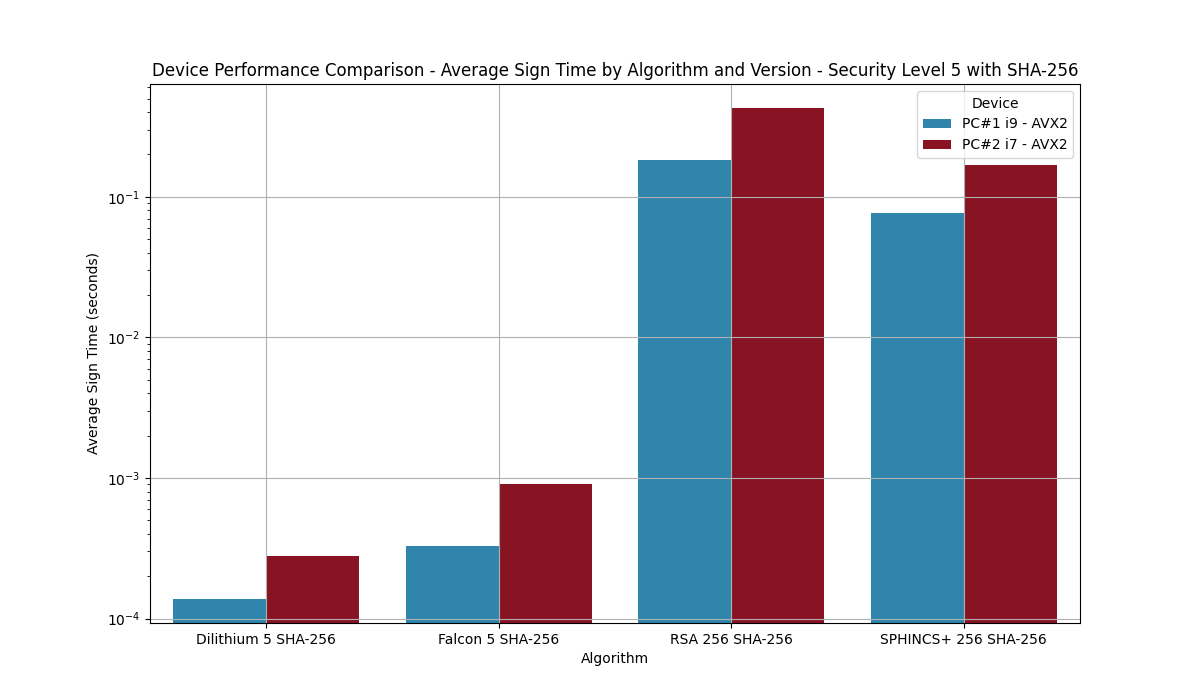 Device Performance Comparison - Average Sign Time by Algorithm and Version - Security Level 5 with SHA-256
Device
PC#1 i9 - AVX2
PC#2 i7 - AVX2
Average Sign Time (seconds)
10⁻¹
10⁻²
10⁻³
10⁻⁴
Dilithium 5 SHA-256
Falcon 5 SHA-256
RSA 256 SHA-256
SPHINCS+ 256 SHA-256
Algorithm